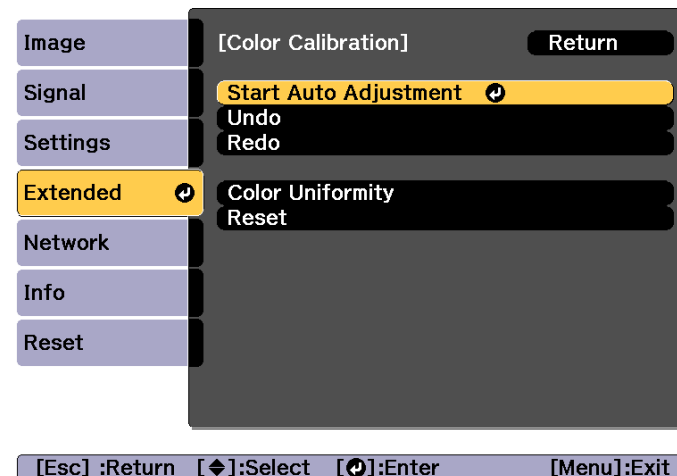 Image
Signal
Settings
Extended
Network
Info
Reset
[Color Calibration] Return
Start Auto Adjustment
Undo
Redo
Color Uniformity
Reset
[Esc] :Return [◆]:Select [↵]:Enter [Menu]:Exit